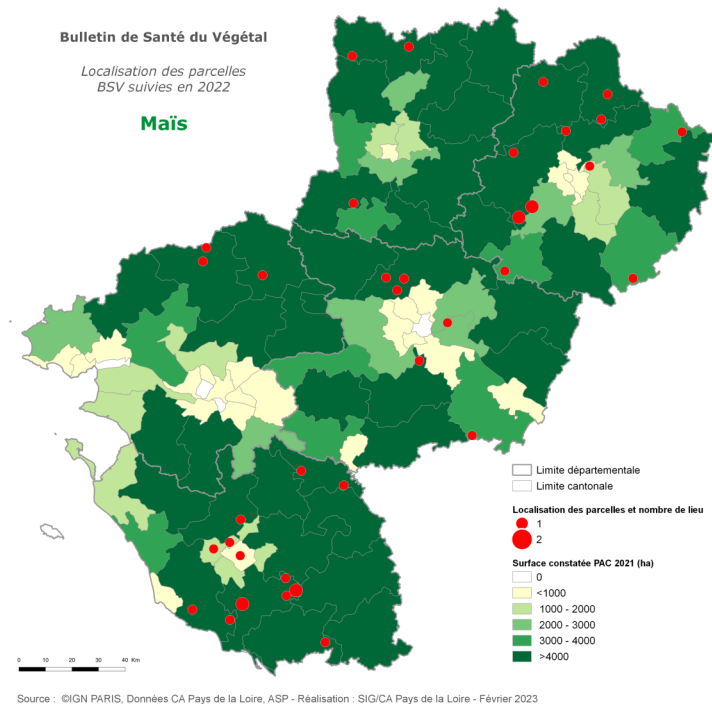 Bulletin de Santé du Végétal
Localisation des parcelles
BSV suivies en 2022
Maïs
Limite départementale
Limite cantonale
Localisation des parcelles et nombre de lieu
1
2
Surface constatée PAC 2021 (ha)
0
<1000
1000 - 2000
2000 - 3000
3000 - 4000
>4000
0 10 20 30 40 Km
Source : ©IGN PARIS, Données CA Pays de la Loire, ASP - Réalisation : SIG/CA Pays de la Loire - Février 2023